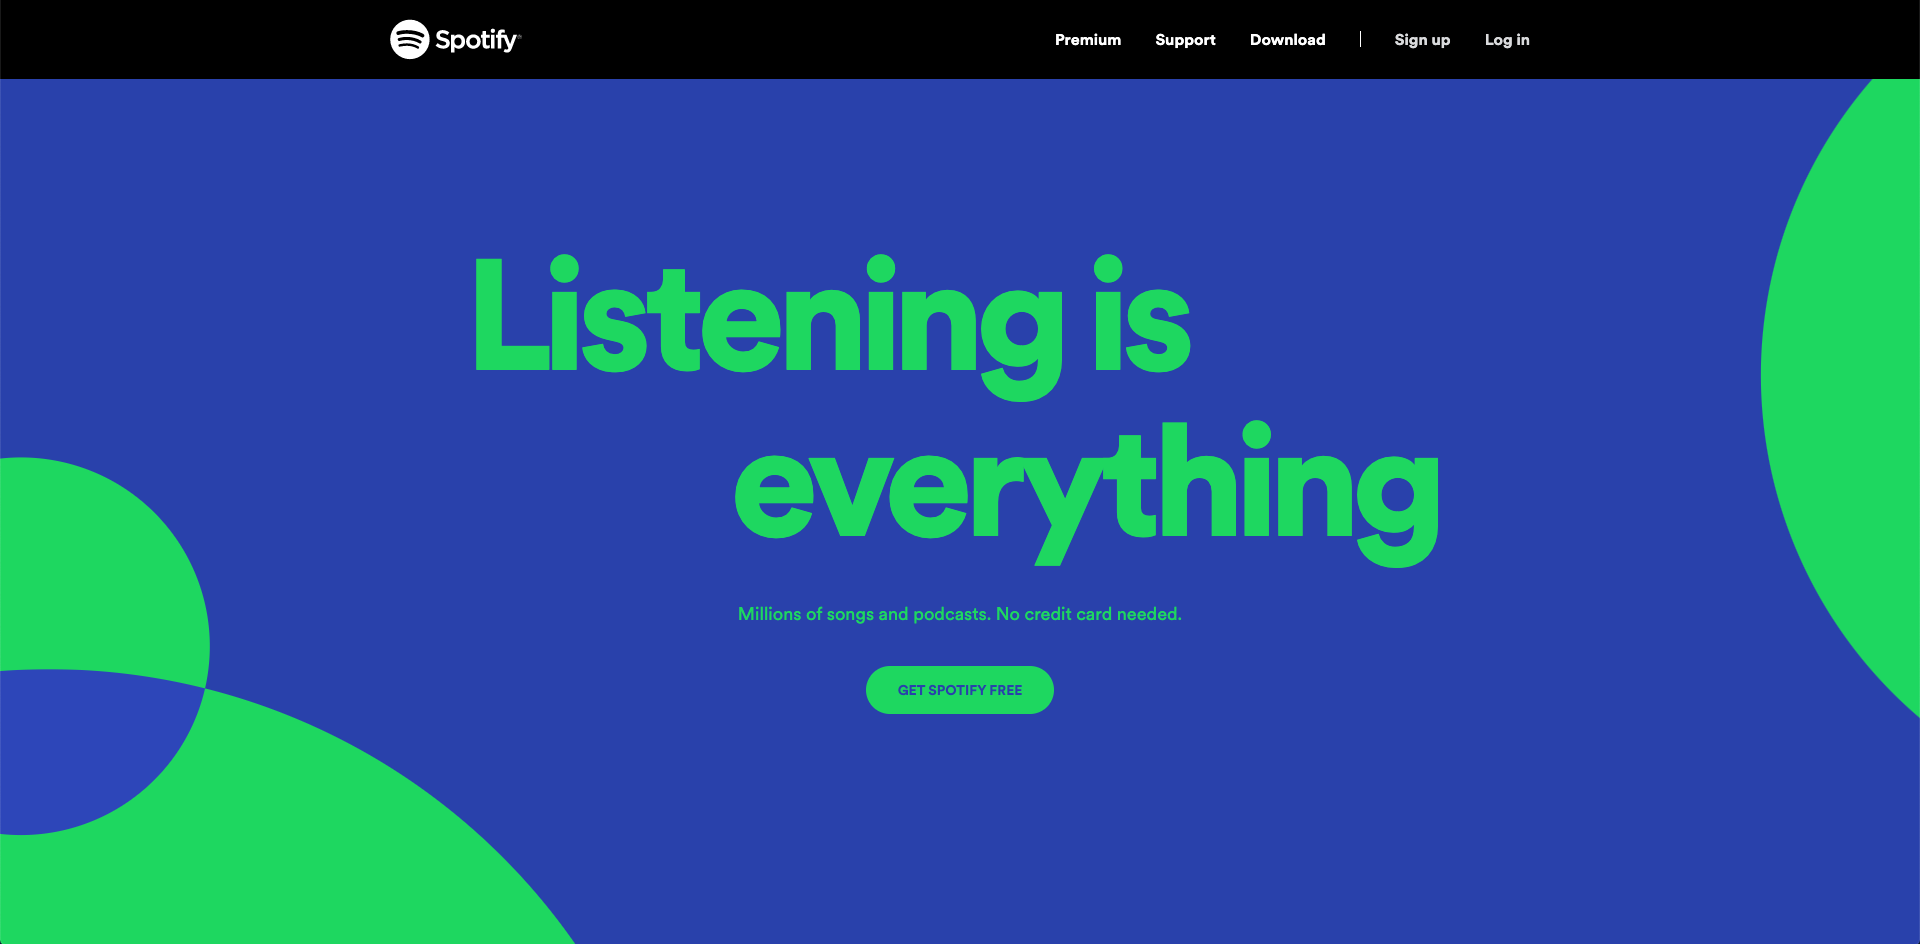 Spotify
Premium Support Download | Sign up Log in
Listening is
everything
Millions of songs and podcasts. No credit card needed.
GET SPOTIFY FREE